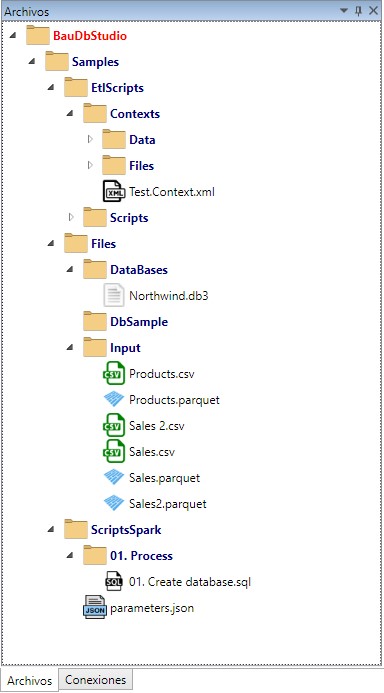 Archivos
BauDbStudio
Samples
EtlScripts
Contexts
Data
Files
XML Test.Context.xml
Scripts
Files
DataBases
Northwind.db3
DbSample
Input
CSV Products.csv
Products.parquet
CSV Sales 2.csv
CSV Sales.csv
Sales.parquet
Sales2.parquet
ScriptsSpark
01. Process
SQL 01. Create database.sql
JSON parameters.json
Archivos Conexiones